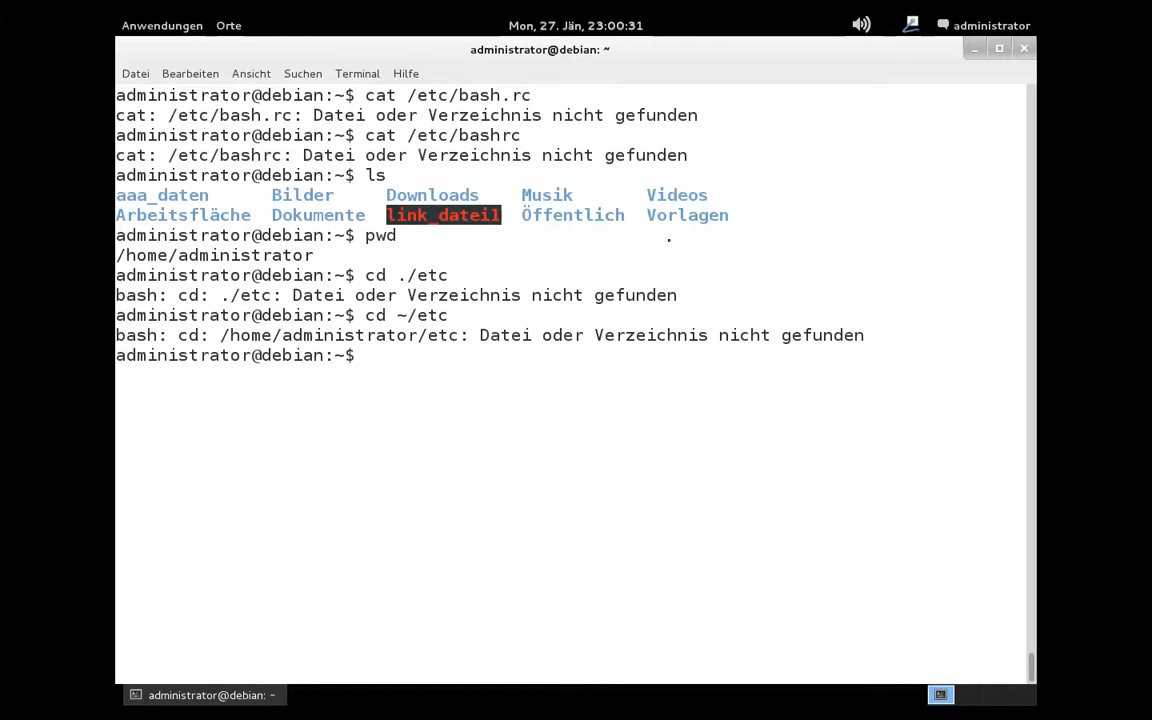 Anwendungen Orte Mon, 27. Jän, 23:00:31 administrator
administrator@debian: ~
Datei Bearbeiten Ansicht Suchen Terminal Hilfe
administrator@debian:~$ cat /etc/bash.rc
cat: /etc/bash.rc: Datei oder Verzeichnis nicht gefunden
administrator@debian:~$ cat /etc/bashrc
cat: /etc/bashrc: Datei oder Verzeichnis nicht gefunden
administrator@debian:~$ ls
aaa_daten Bilder Downloads Musik Videos
Arbeitsfläche Dokumente link_datei1 Öffentlich Vorlagen
administrator@debian:~$ pwd
/home/administrator
administrator@debian:~$ cd ./etc
bash: cd: ./etc: Datei oder Verzeichnis nicht gefunden
administrator@debian:~$ cd ~/etc
bash: cd: /home/administrator/etc: Datei oder Verzeichnis nicht gefunden
administrator@debian:~$
administrator@debian: ~